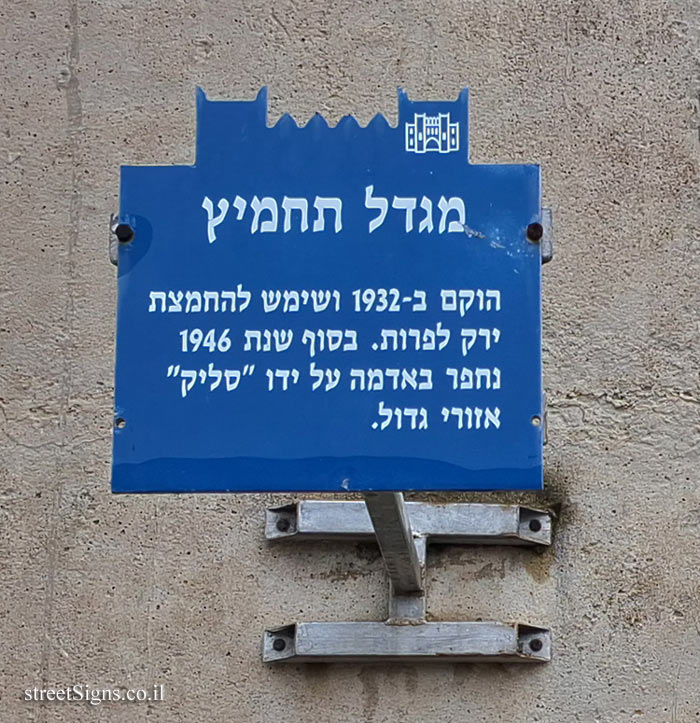 מגדל תחמיץ
הוקם ב-1932 ושימש להחמצת
ירק לפרות. בסוף שנת 1946
נחפר באדמה על ידו "סליק"
אזורי גדול.
streetSigns.co.il